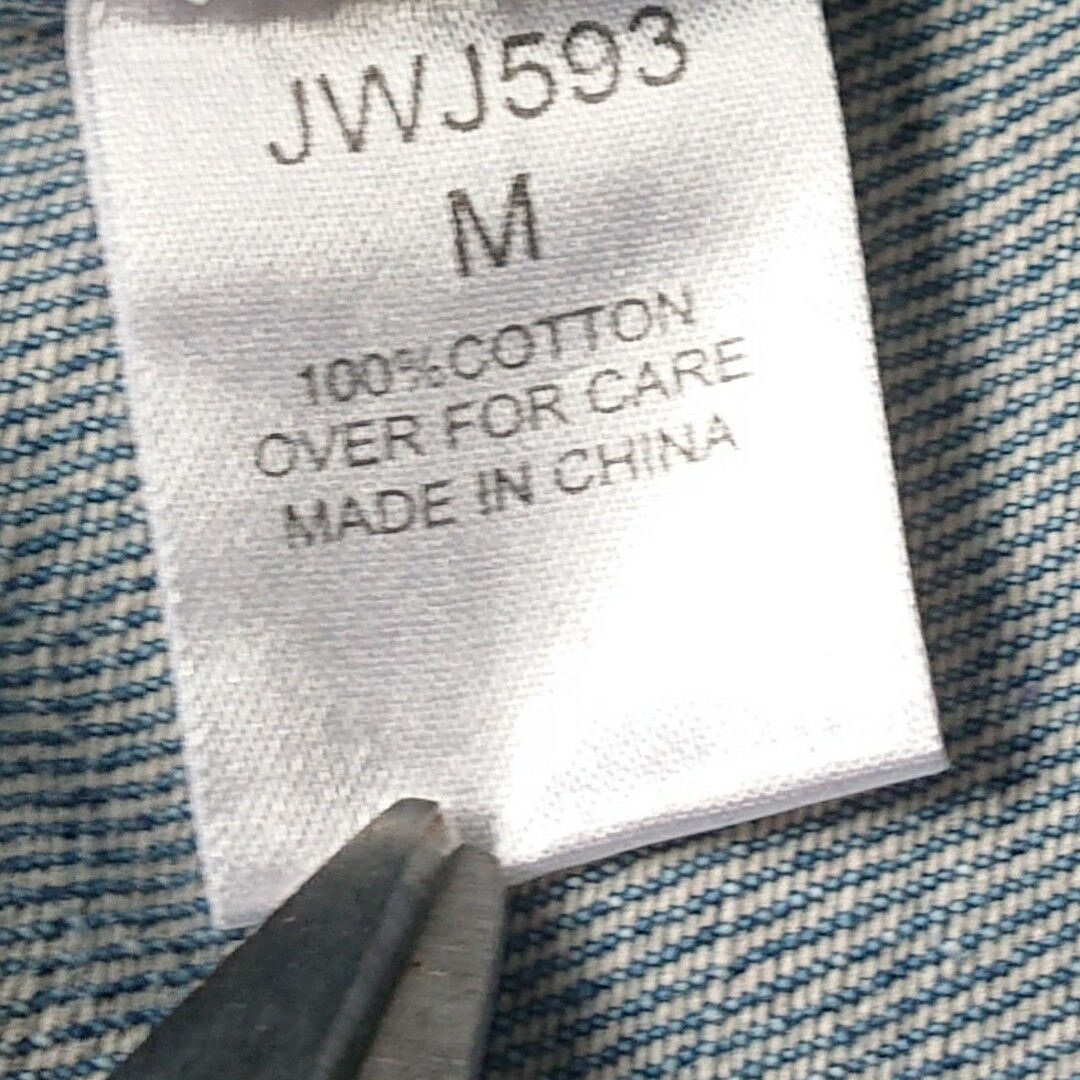 JWJ593
M
100%COTTON
OVER FOR CARE
MADE IN CHINA